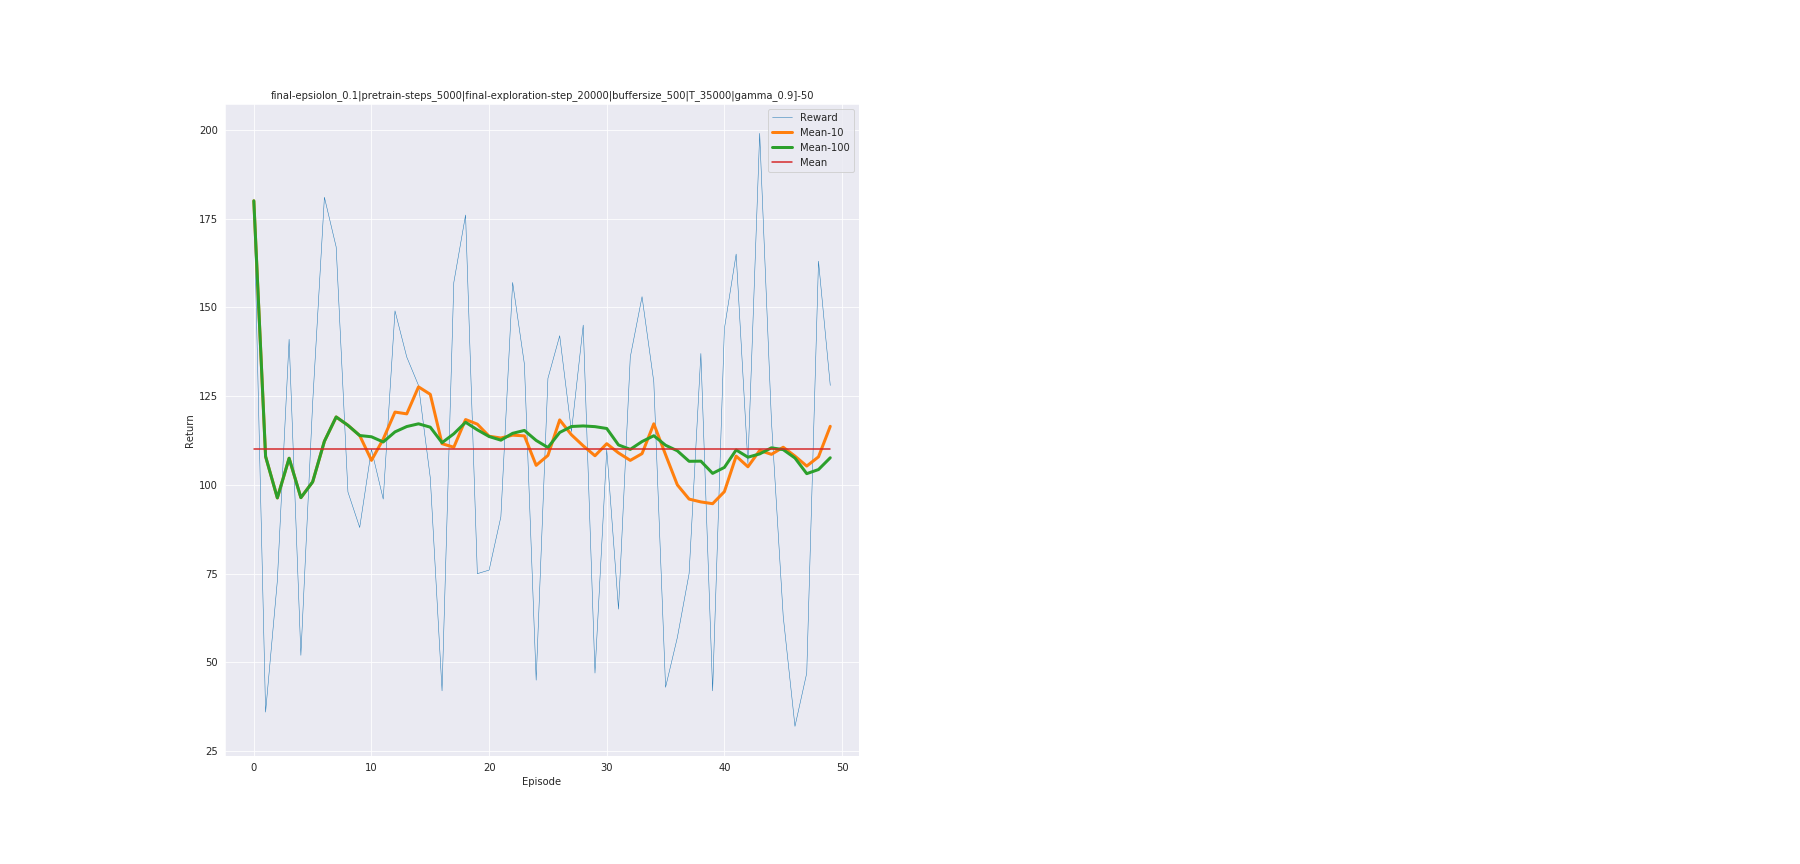 final-epsiolon_0.1|pretrain-steps_5000|final-exploration-step_20000|buffersize_500|T_35000|gamma_0.9]-50
Reward
Mean-10
Mean-100
Mean
200
175
150
125
100
75
50
25
Return
0 10 20 30 40 50
Episode